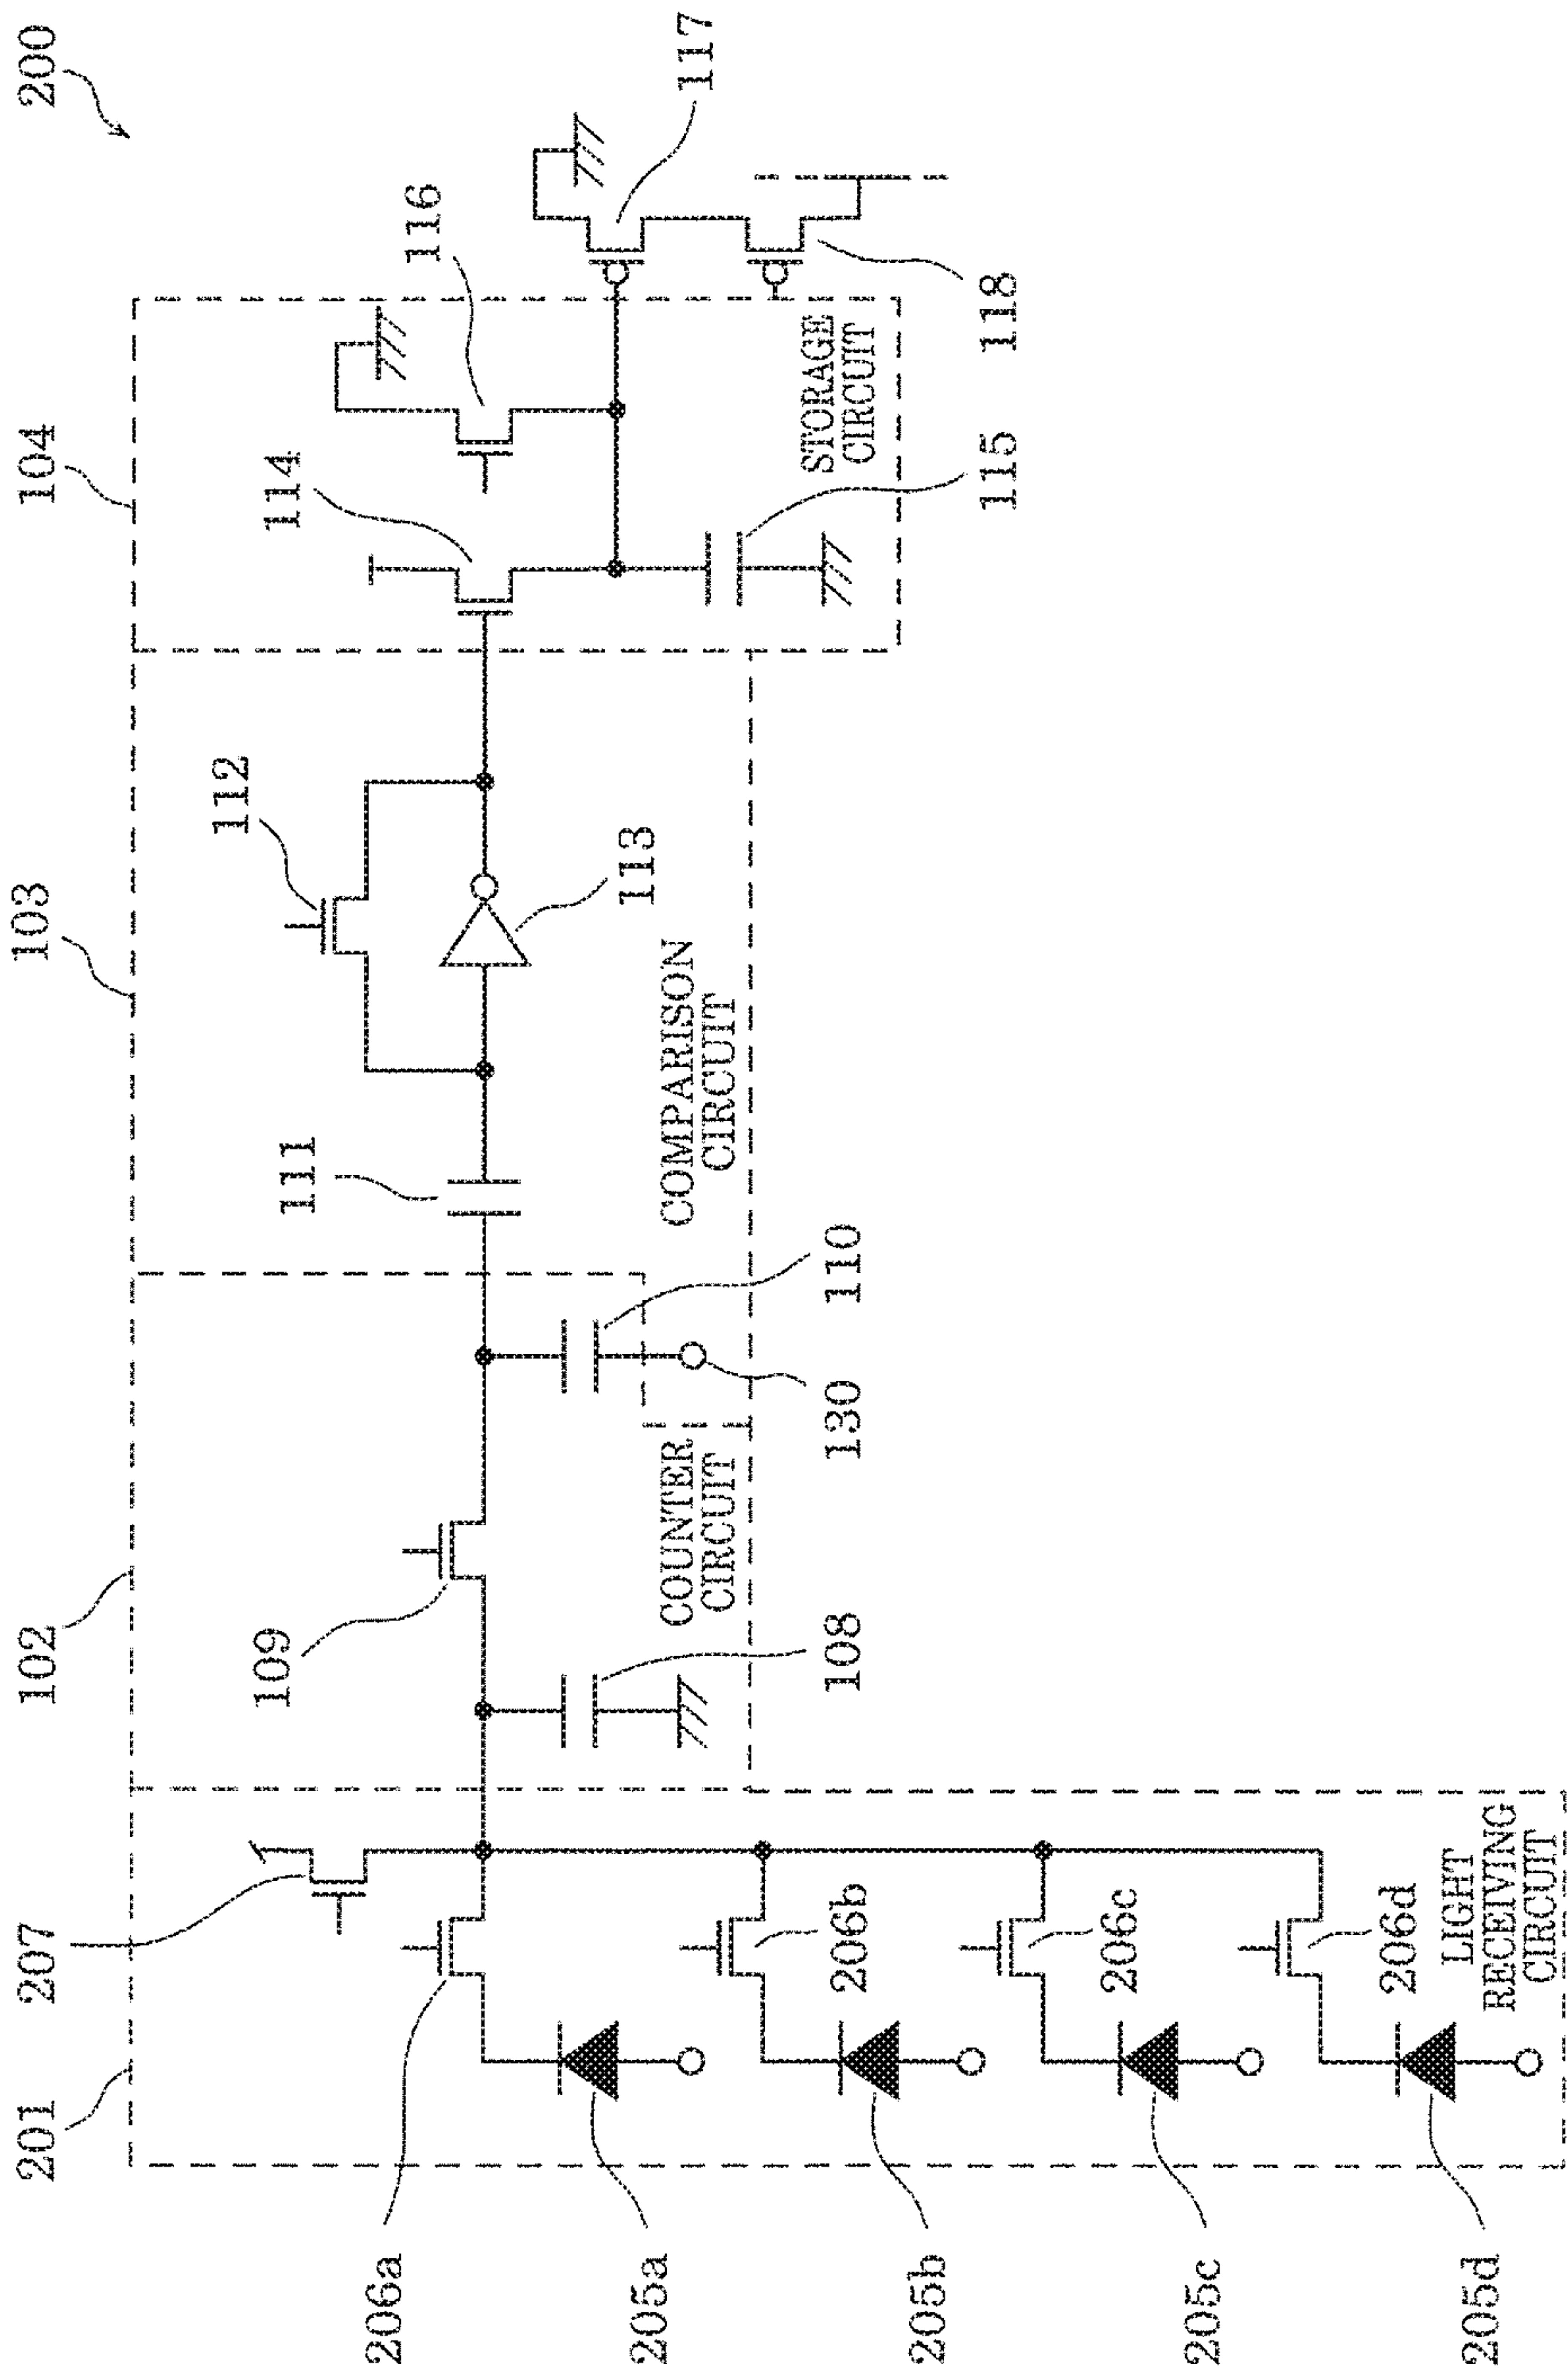 200
201
102
103
104
207
109
111
112
114
116
117
206a
205a
206b
205b
206c
205c
206d
205d
LIGHT
RECEIVING
CIRCUIT
COUNTER
CIRCUIT
108
130
110
COMPARISON
CIRCUIT
113
STORAGE
CIRCUIT
115
118